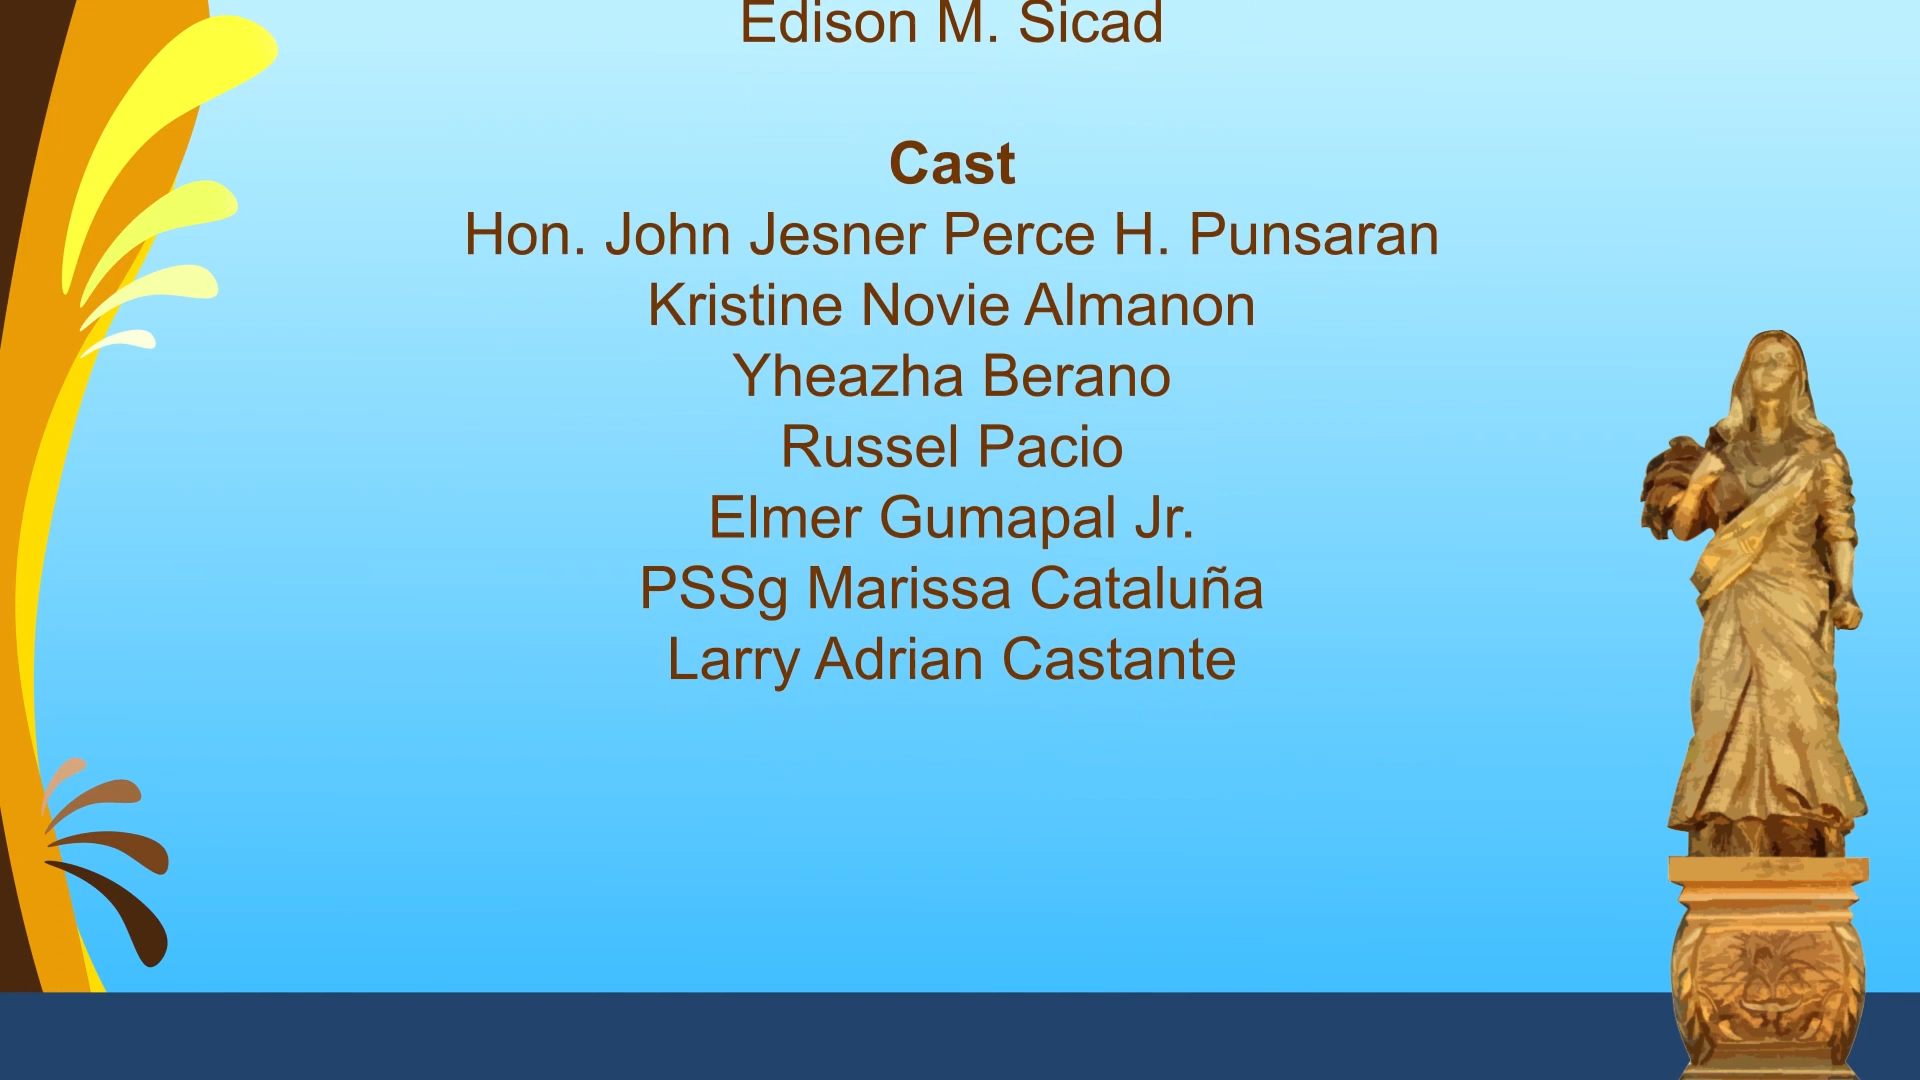 Edison M. Sicad
Cast
Hon. John Jesner Perce H. Punsaran
Kristine Novie Almanon
Yheazha Berano
Russel Pacio
Elmer Gumapal Jr.
PSSg Marissa Cataluña
Larry Adrian Castante